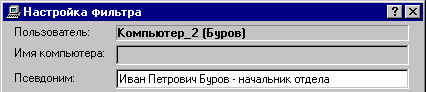 Настройка фильтра
Пользователь: Компьютер_2 (Буров)
Имя компьютера:
Псевдоним: Иван Петрович Буров - начальник отдела